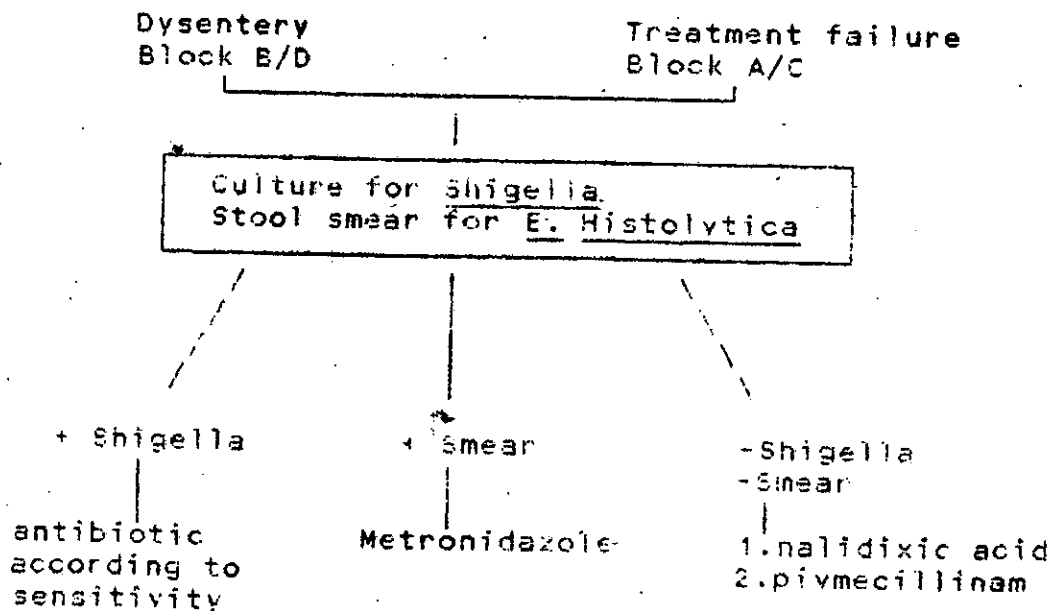 Dysentery
Block B/D
Treatment failure
Block A/C
Culture for Shigella
Stool smear for E. Histolytica
+ Shigella
+ Smear
-Shigella
-Smear
antibiotic
according to
sensitivity
Metronidazole
1.nalidixic acid
2.pivmecillinam